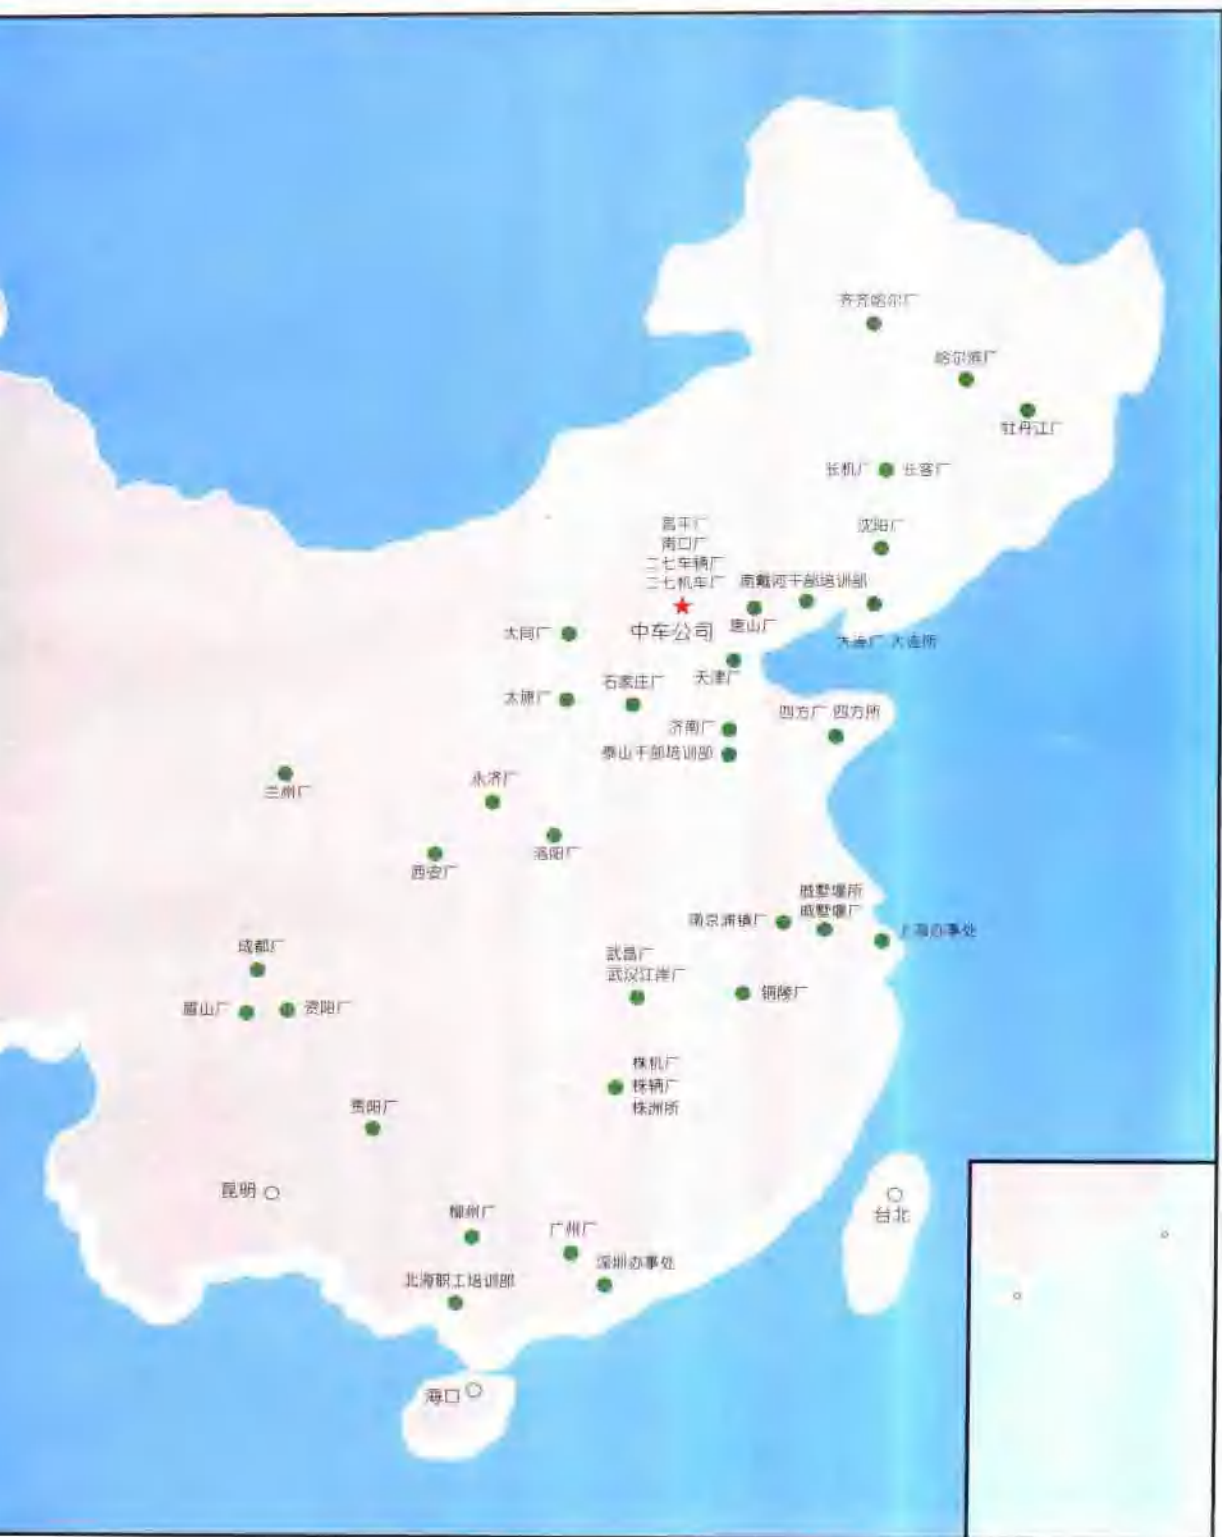 齐齐哈尔厂
哈尔滨厂
牡丹江厂
长机厂 长客厂
沈阳厂
昌平厂
南口厂
二七车辆厂
二七机车厂
南戴河干部培训部
中车公司
唐山厂
大同厂
大连厂 大连所
天津厂
石家庄厂
太原厂
四方厂 四方所
济南厂
泰山干部培训部
兰州厂
永济厂
洛阳厂
西安厂
戚墅堰所
戚墅堰厂
南京浦镇厂
上海办事处
成都厂
武昌厂
武汉江岸厂
铜陵厂
眉山厂
资阳厂
株机厂
株辆厂
株洲所
贵阳厂
昆明
台北
柳州厂
广州厂
深圳办事处
北海职工培训部
海口